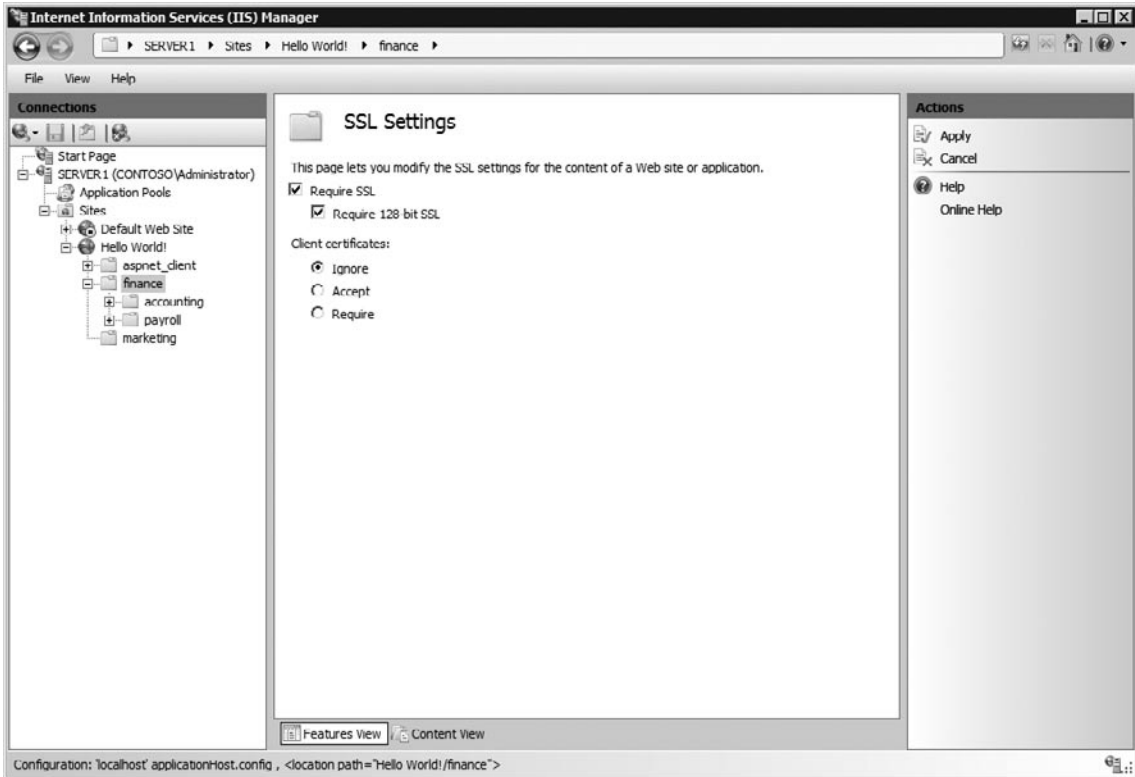 Internet Information Services (IIS) Manager
SERVER1 Sites Hello World! finance
File View Help
Connections
Start Page
SERVER1 (CONTOSO\Administrator)
Application Pools
Sites
Default Web Site
Hello World!
aspnet_client
finance
accounting
payroll
marketing
SSL Settings
This page lets you modify the SSL settings for the content of a Web site or application.
Require SSL
Require 128-bit SSL
Client certificates:
Ignore
Accept
Require
Features View Content View
Actions
Apply
Cancel
Help
Online Help
Configuration: 'localhost' applicationHost.config , <location path="Hello World!/finance">